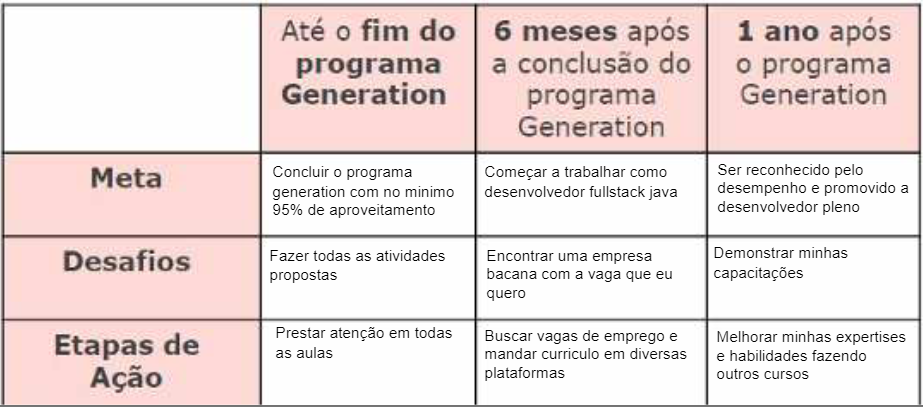 Até o fim do
programa
Generation
6 meses após
a conclusão do
programa
Generation
1 ano após
o programa
Generation
Meta
Concluir o programa
generation com no minimo
95% de aproveitamento
Começar a trabalhar como
desenvolvedor fullstack java
Ser reconhecido pelo
desempenho e promovido a
desenvolvedor pleno
Desafios
Fazer todas as atividades
propostas
Encontrar uma empresa
bacana com a vaga que eu
quero
Demonstrar minhas
capacitações
Etapas de
Ação
Prestar atenção em todas
as aulas
Buscar vagas de emprego e
mandar curriculo em diversas
plataformas
Melhorar minhas expertises
e habilidades fazendo
outros cursos